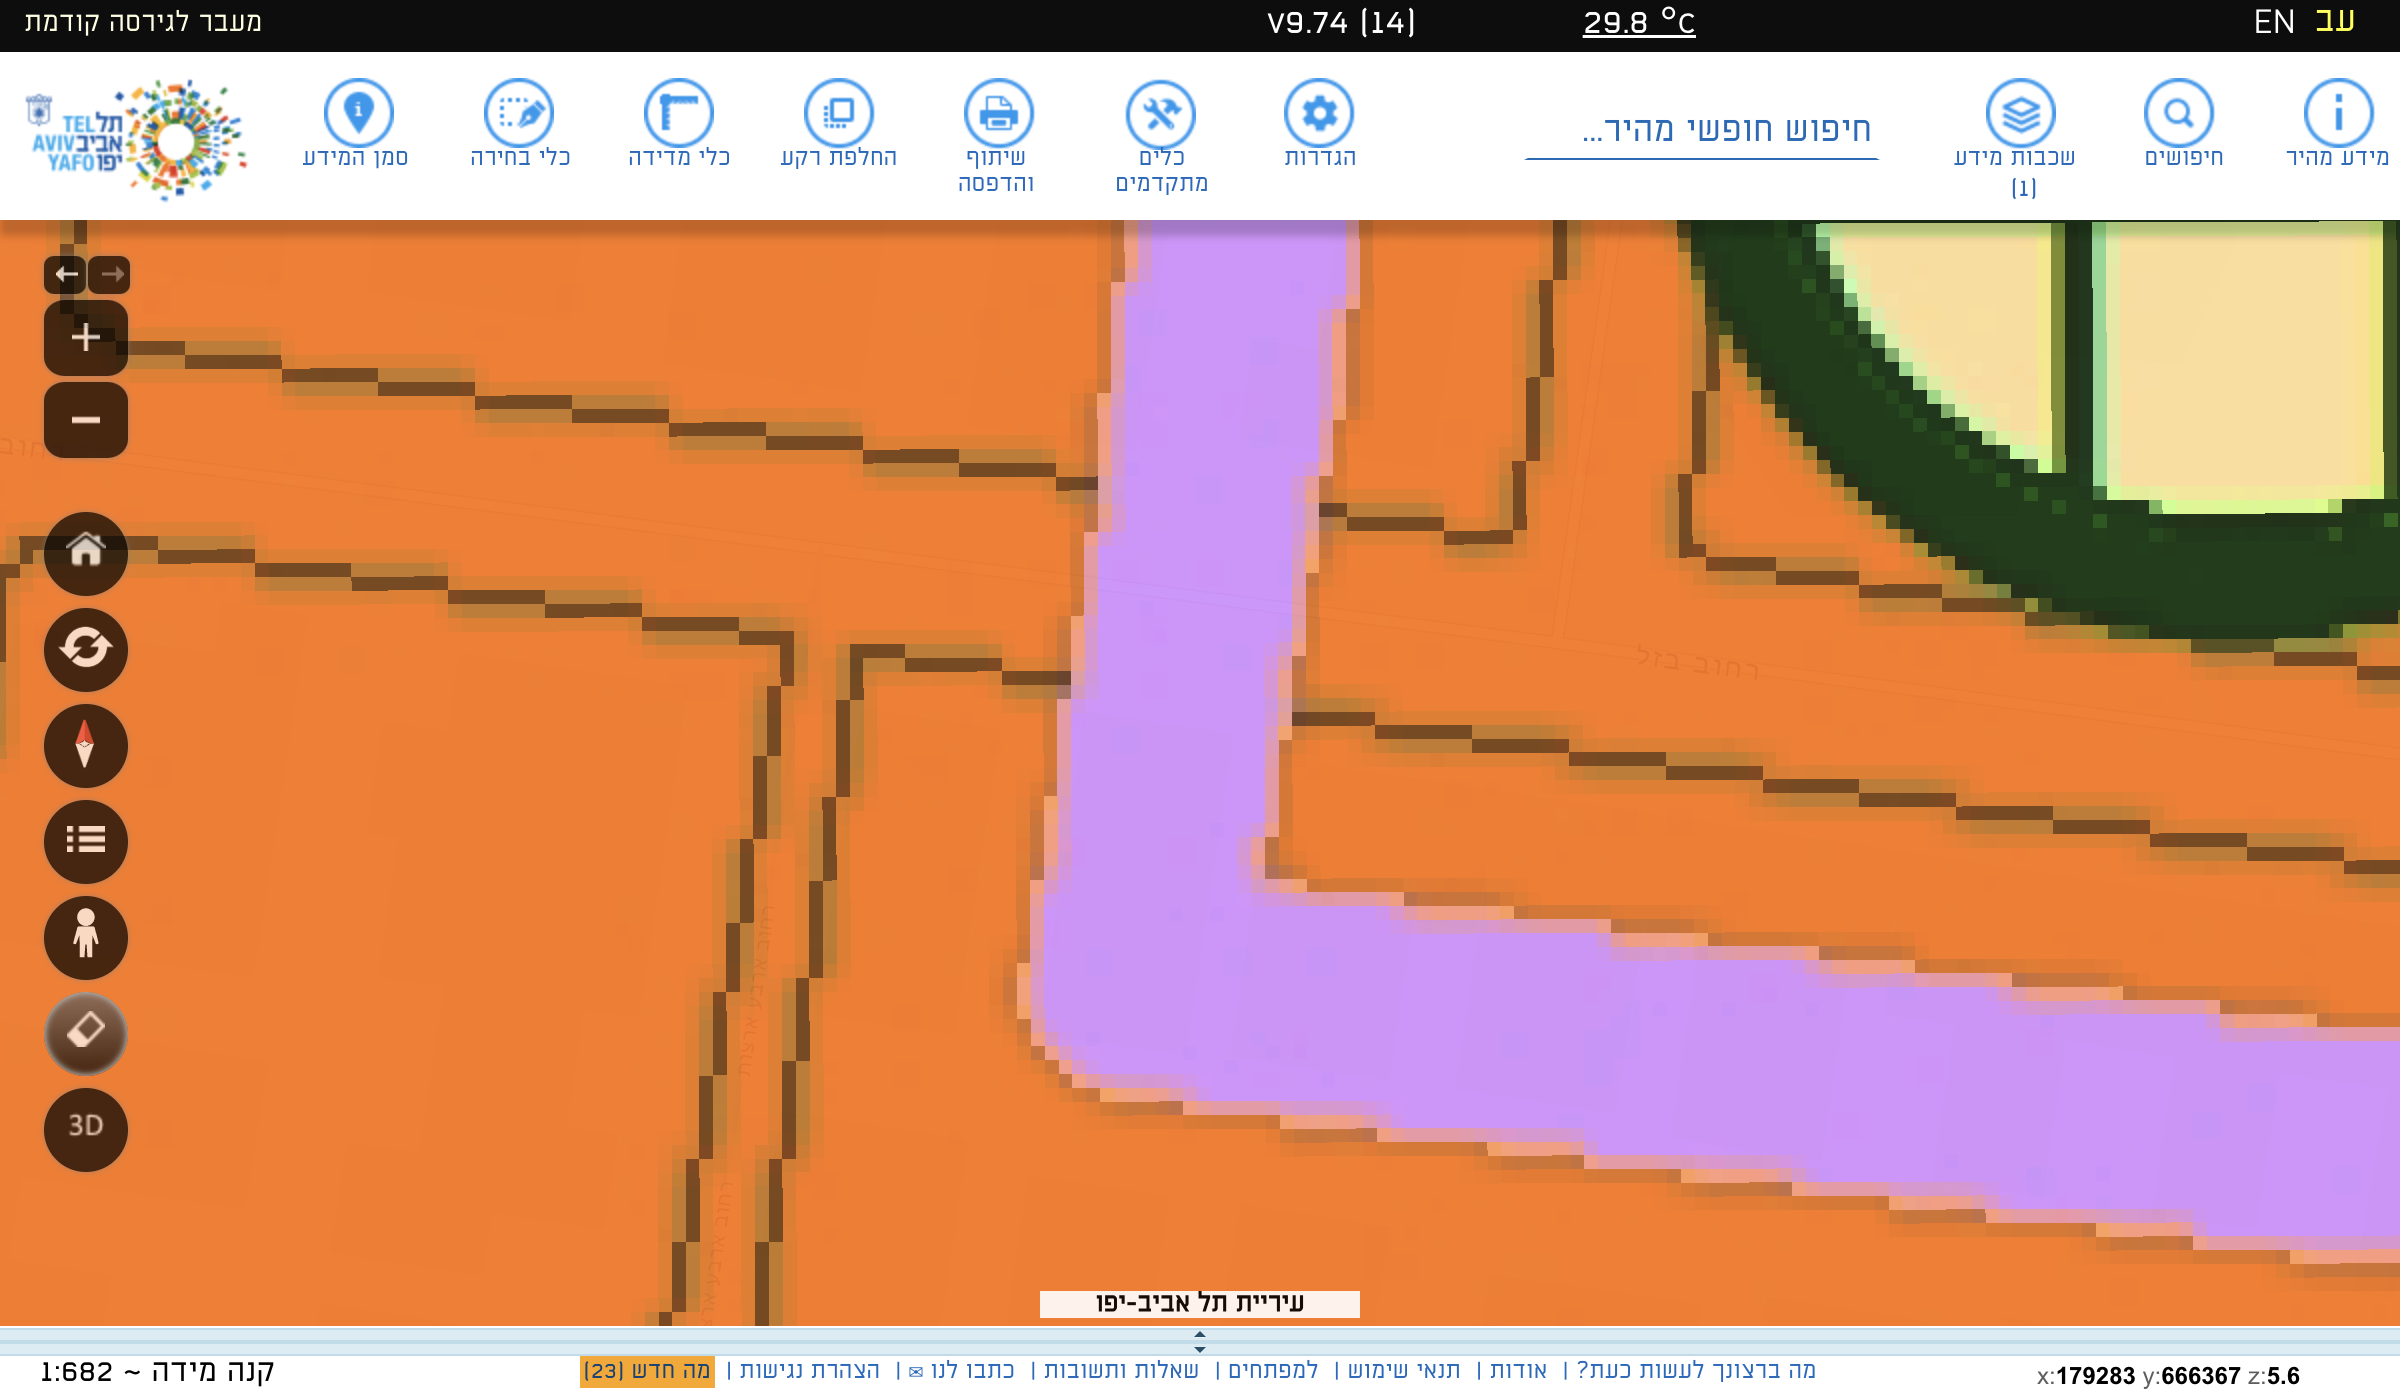 עב EN
29.8 °C
V9.74 (14)
מעבר לגירסה קודמת
מידע מהיר
חיפושים
שכבות מידע
(1)
חיפוש חופשי מהיר...
הגדרות
כלים
מתקדמים
שיתוף
והדפסה
החלפת רקע
כלי מדידה
כלי בחירה
סמן המידע
תל TEL
אביב AVIV
יפו YAFO
רחוב בזל
רחוב ארבע ארצות
3D
עיריית תל אביב-יפו
מה ברצונך לעשות כעת? | אודות | תנאי שימוש | למפתחים | שאלות ותשובות | כתבו לנו ✉ | הצהרת נגישות | מה חדש (23)
קנה מידה ~ 1:682
x:179283 y:666367 z:5.6